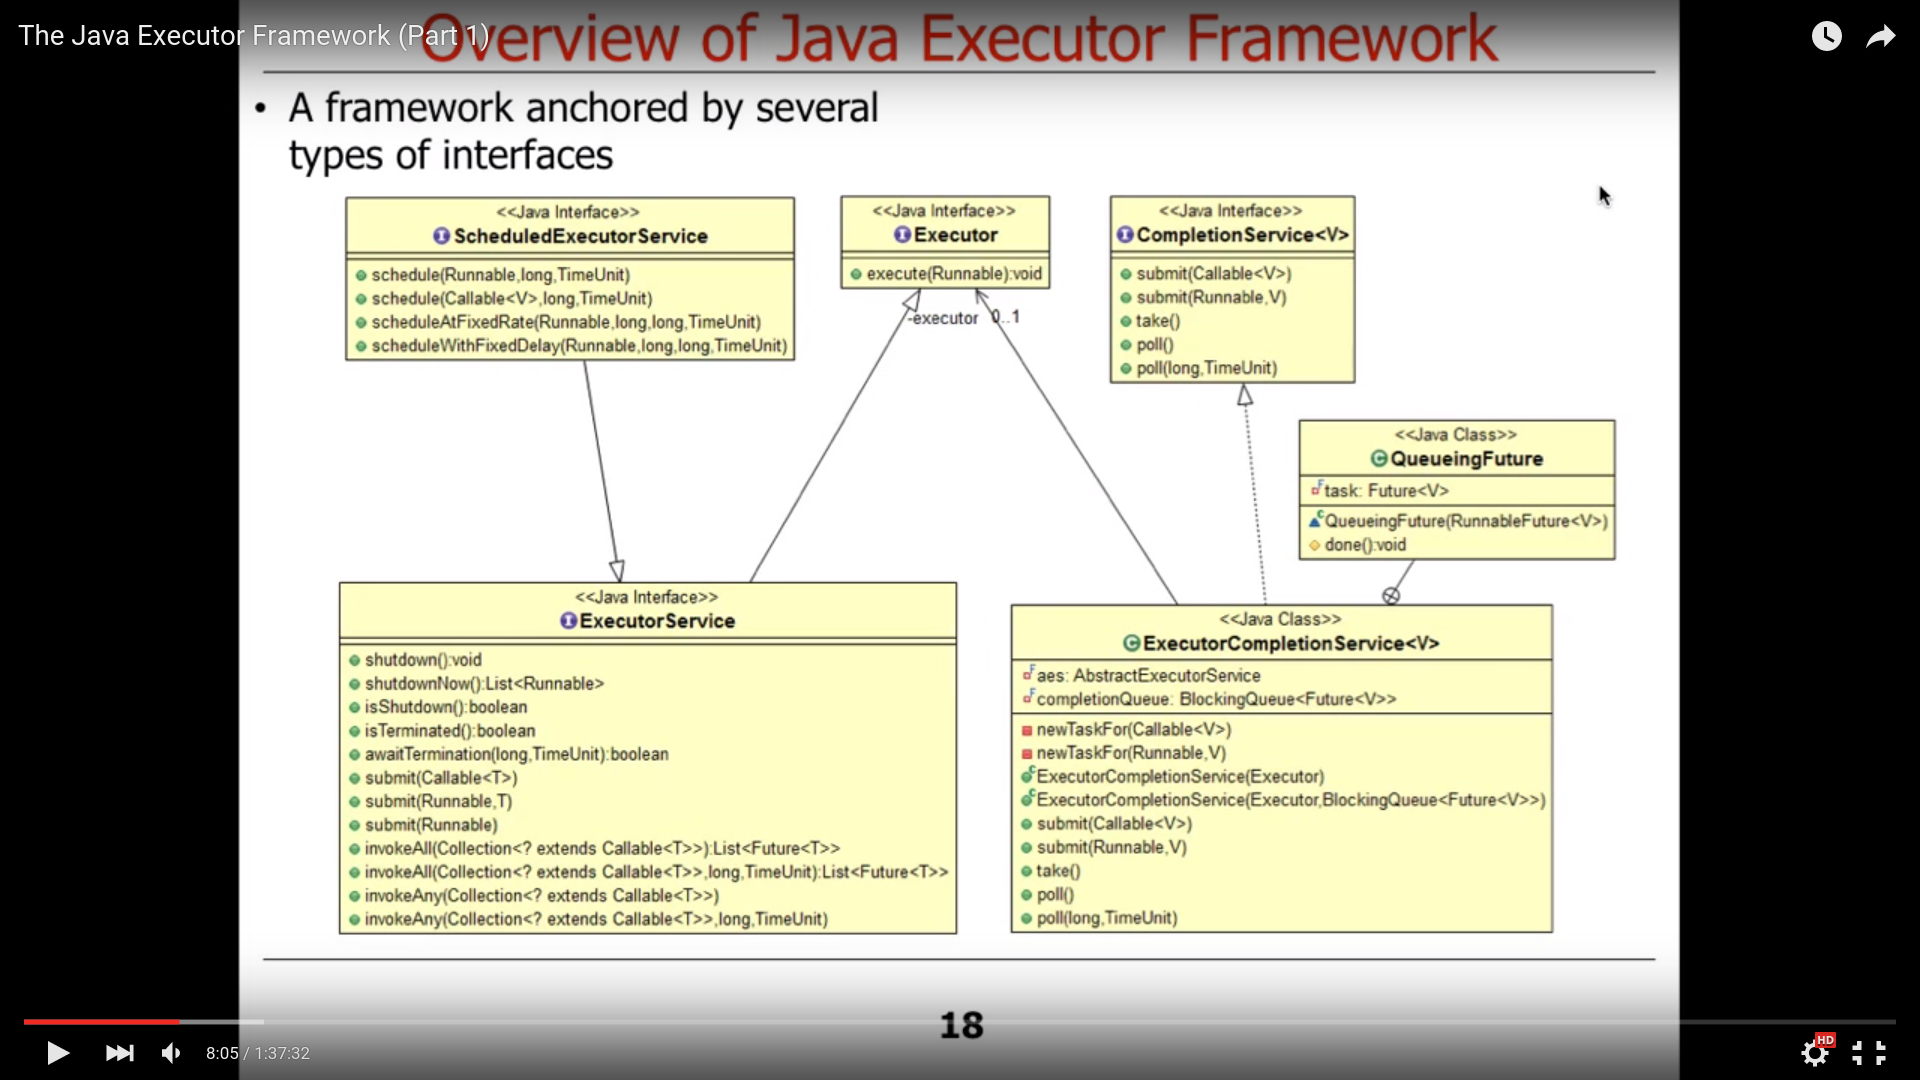 The Java Executor Framework (Part 1)
Overview of Java Executor Framework
• A framework anchored by several
types of interfaces
<<Java Interface>>
ScheduledExecutorService
schedule(Runnable,long,TimeUnit)
schedule(Callable<V>,long,TimeUnit)
scheduleAtFixedRate(Runnable,long,long,TimeUnit)
scheduleWithFixedDelay(Runnable,long,long,TimeUnit)
<<Java Interface>>
Executor
execute(Runnable):void
-executor 0..1
<<Java Interface>>
CompletionService<V>
submit(Callable<V>)
submit(Runnable,V)
take()
poll()
poll(long,TimeUnit)
<<Java Class>>
QueueingFuture
task: Future<V>
QueueingFuture(RunnableFuture<V>)
done():void
<<Java Interface>>
ExecutorService
shutdown():void
shutdownNow():List<Runnable>
isShutdown():boolean
isTerminated():boolean
awaitTermination(long,TimeUnit):boolean
submit(Callable<T>)
submit(Runnable,T)
submit(Runnable)
invokeAll(Collection<? extends Callable<T>>):List<Future<T>>
invokeAll(Collection<? extends Callable<T>>,long,TimeUnit):List<Future<T>>
invokeAny(Collection<? extends Callable<T>>)
invokeAny(Collection<? extends Callable<T>>,long,TimeUnit)
<<Java Class>>
ExecutorCompletionService<V>
aes: AbstractExecutorService
completionQueue: BlockingQueue<Future<V>>
newTaskFor(Callable<V>)
newTaskFor(Runnable,V)
ExecutorCompletionService(Executor)
ExecutorCompletionService(Executor,BlockingQueue<Future<V>>)
submit(Callable<V>)
submit(Runnable,V)
take()
poll()
poll(long,TimeUnit)
18
8:05 / 1:37:32
HD